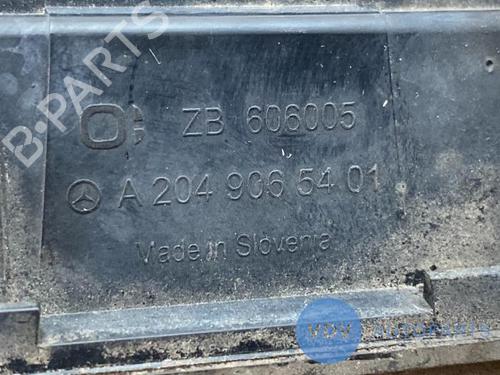 ZB 606005
A 204 906 54 01
Made in Slovenia
B-PARTS
VDV